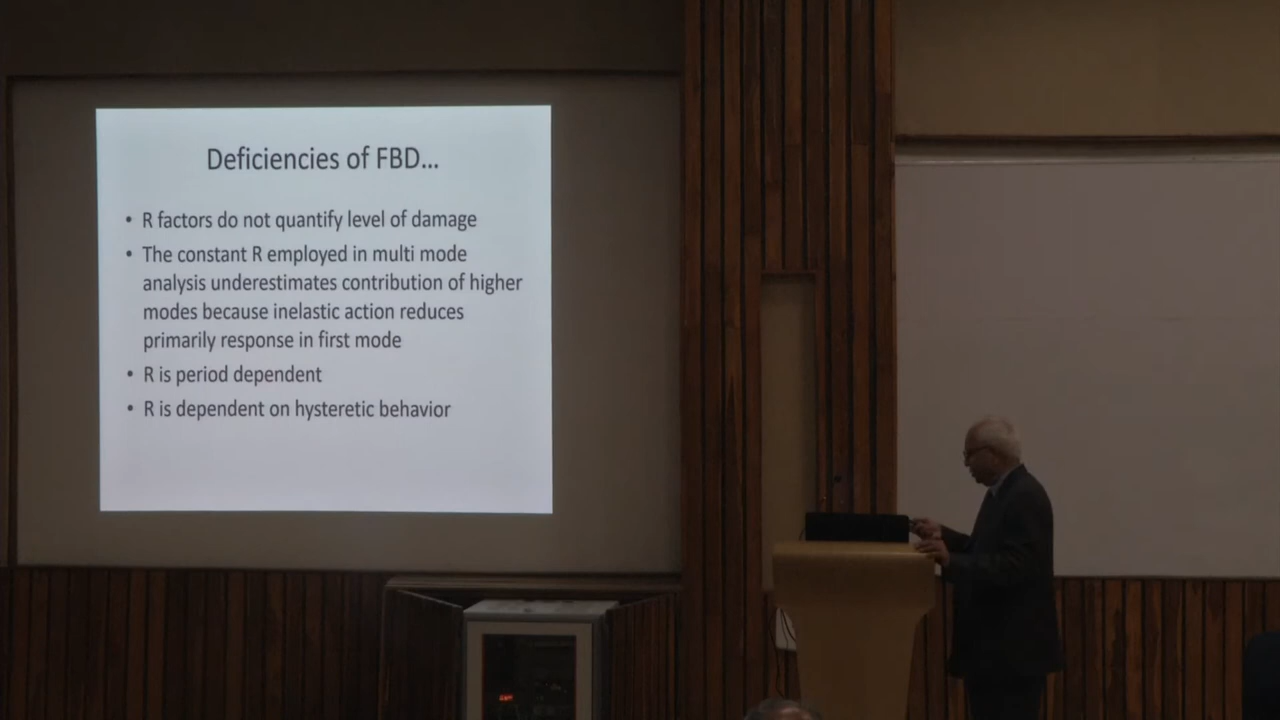 Deficiencies of FBD...
• R factors do not quantify level of damage
• The constant R employed in multi mode
analysis underestimates contribution of higher
modes because inelastic action reduces
primarily response in first mode
• R is period dependent
• R is dependent on hysteretic behavior